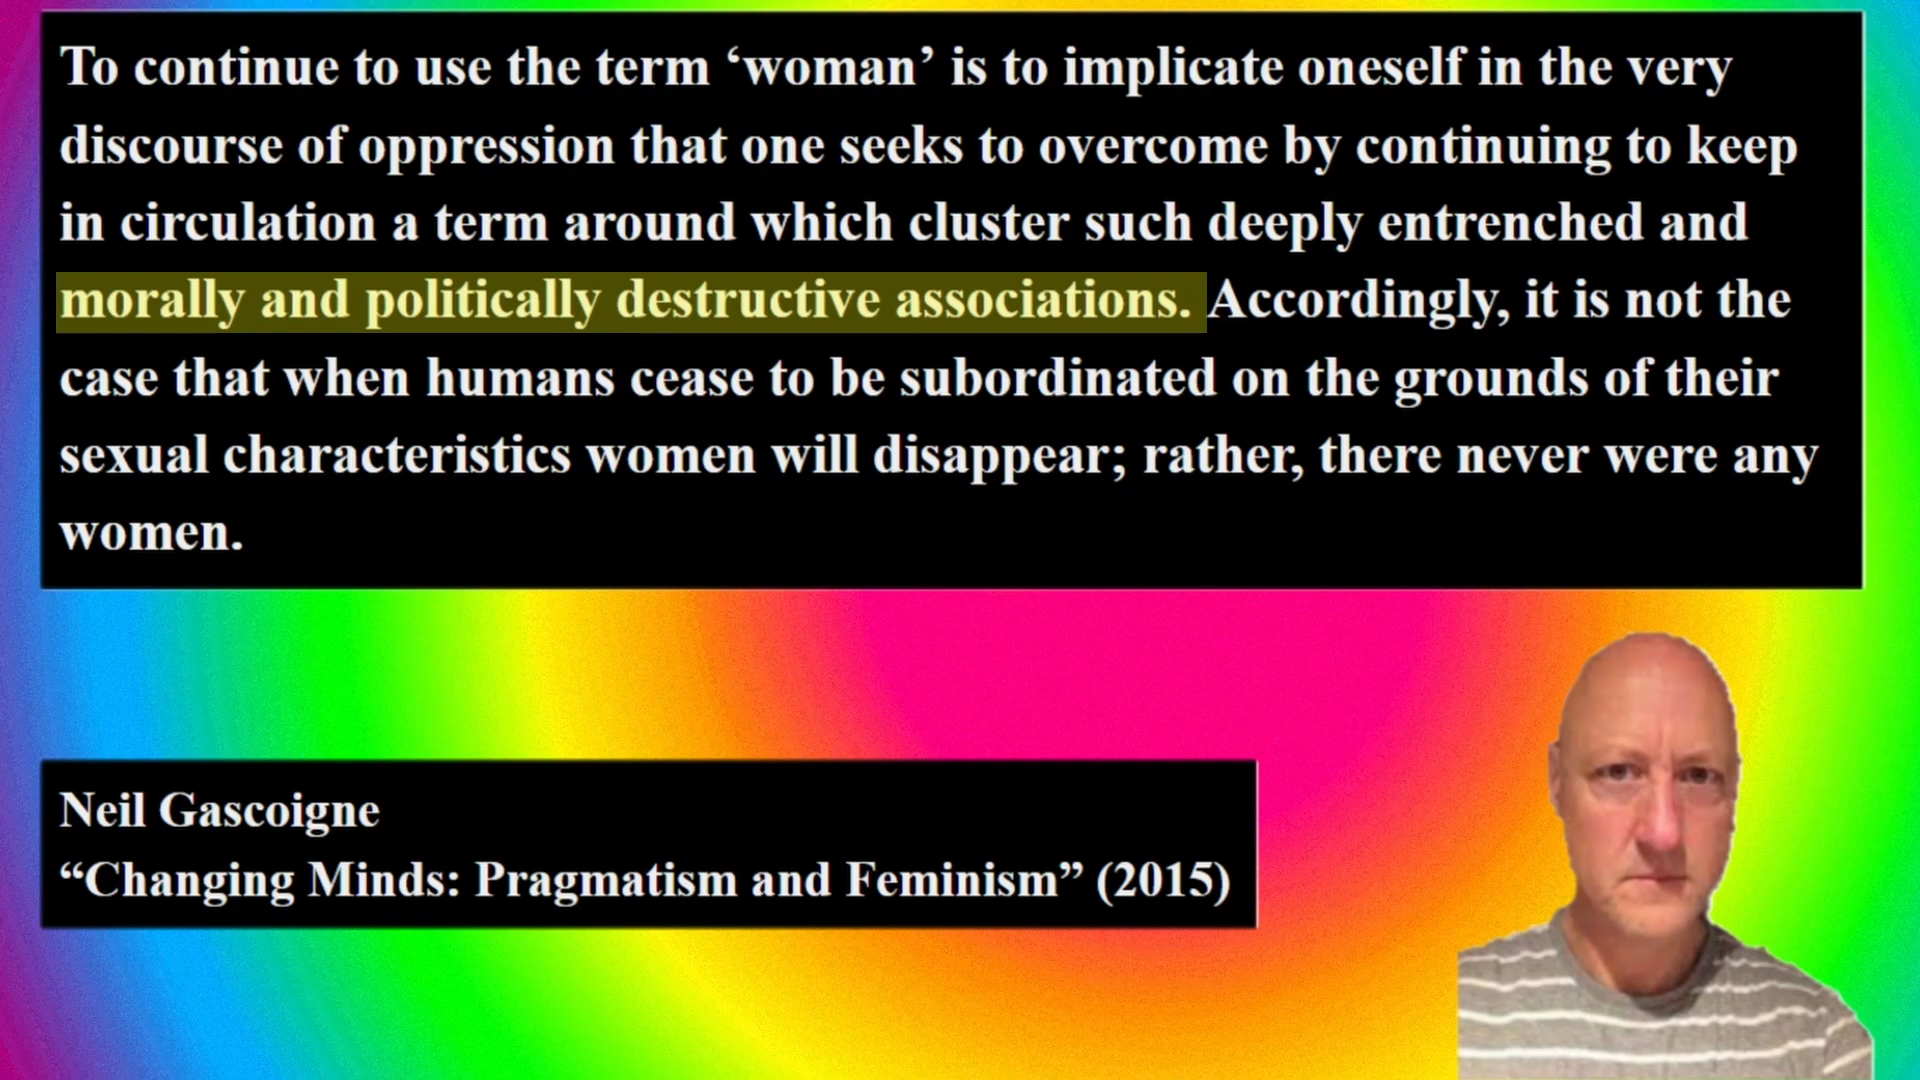 To continue to use the term ‘woman’ is to implicate oneself in the very
discourse of oppression that one seeks to overcome by continuing to keep
in circulation a term around which cluster such deeply entrenched and
morally and politically destructive associations. Accordingly, it is not the
case that when humans cease to be subordinated on the grounds of their
sexual characteristics women will disappear; rather, there never were any
women.
Neil Gascoigne
“Changing Minds: Pragmatism and Feminism” (2015)